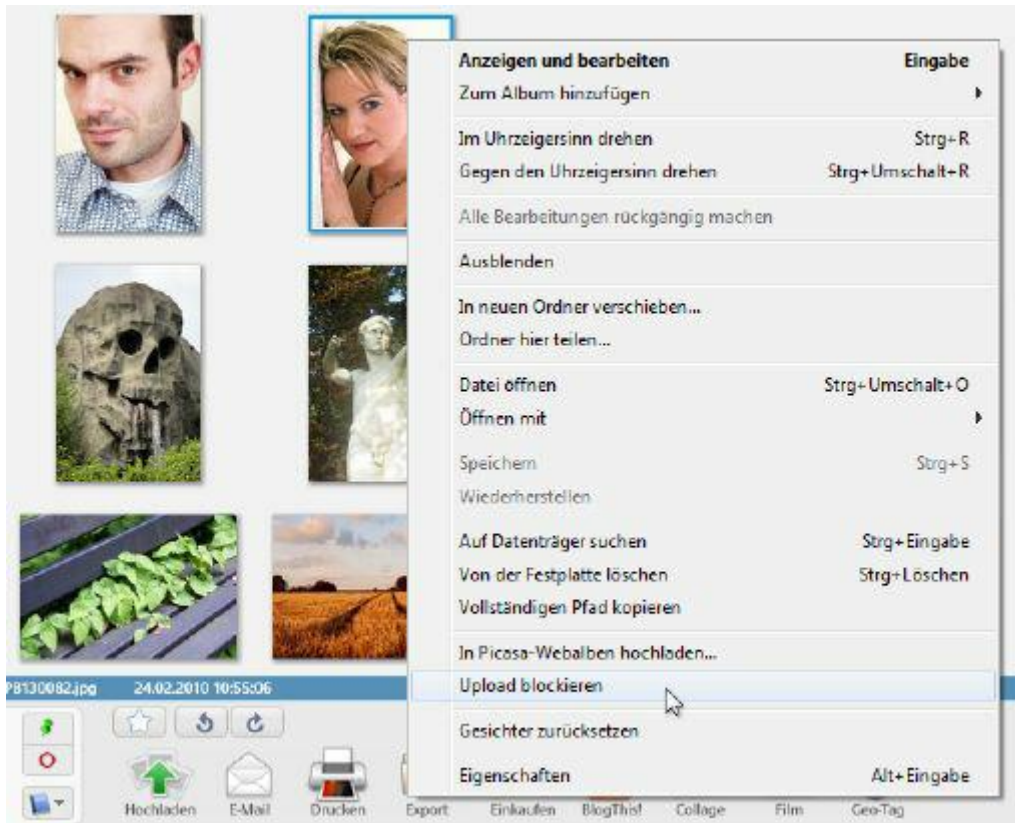 Anzeigen und bearbeiten Eingabe
Zum Album hinzufügen
Im Uhrzeigersinn drehen Strg+R
Gegen den Uhrzeigersinn drehen Strg+Umschalt+R
Alle Bearbeitungen rückgängig machen
Ausblenden
In neuen Ordner verschieben...
Ordner hier teilen...
Datei öffnen Strg+Umschalt+O
Öffnen mit
Speichern Strg+S
Wiederherstellen
Auf Datenträger suchen Strg+Eingabe
Von der Festplatte löschen Strg+Löschen
Vollständigen Pfad kopieren
In Picasa-Webalben hochladen...
Upload blockieren
Gesichter zurücksetzen
Eigenschaften Alt+Eingabe
P8130082.jpg 24.02.2010 10:55:06
Hochladen E-Mail Drucken Export Einkaufen BlogThis! Collage Film Geo-Tag